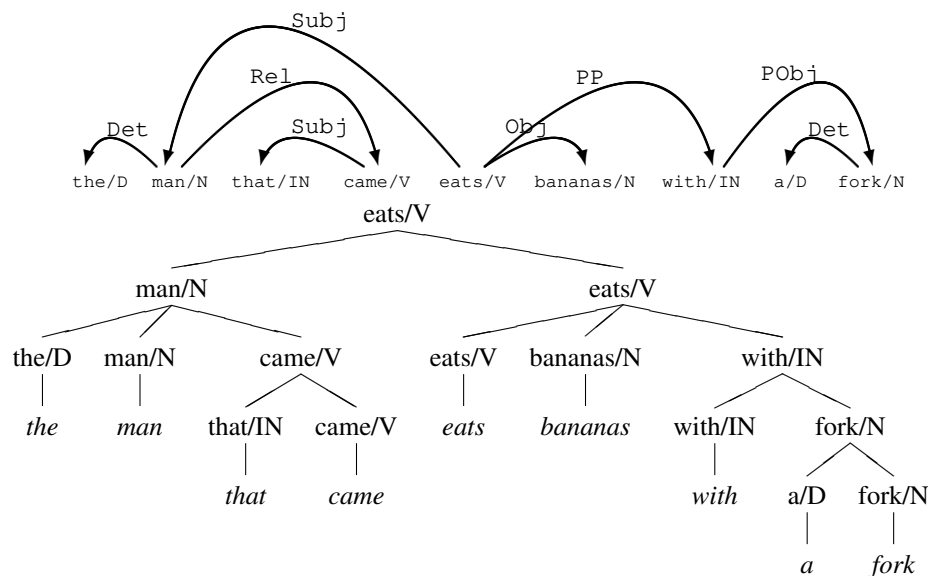 Subj
Rel PP PObj
Det Subj Obj Det
the/D man/N that/IN came/V eats/V bananas/N with/IN a/D fork/N
eats/V
man/N eats/V
the/D man/N came/V eats/V bananas/N with/IN
the man that/IN came/V eats bananas with/IN fork/N
that came with a/D fork/N
a fork